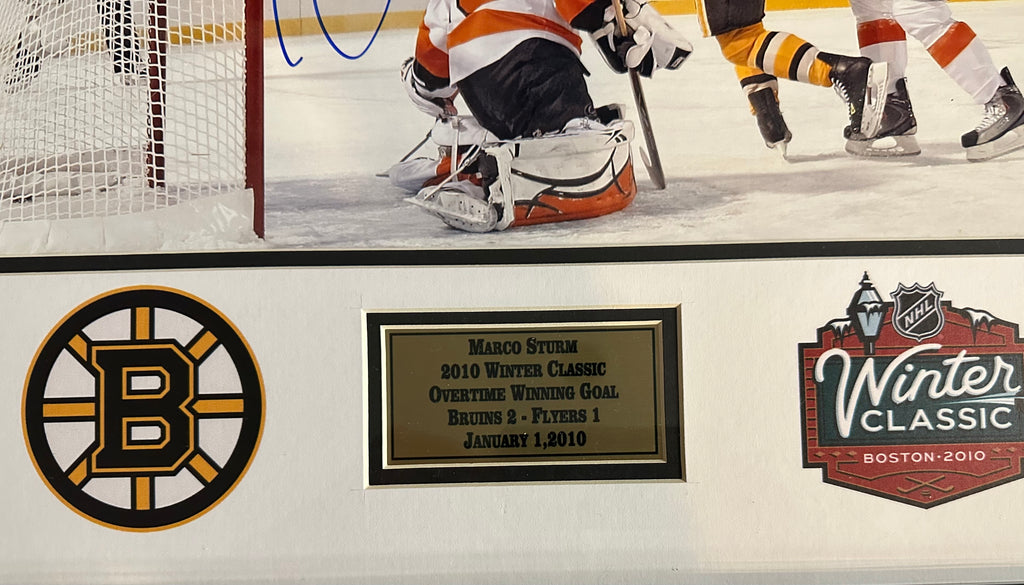 B
Marco Sturm
2010 Winter Classic
Overtime Winning Goal
Bruins 2 - Flyers 1
January 1,2010
NHL
Winter
CLASSIC
BOSTON·2010